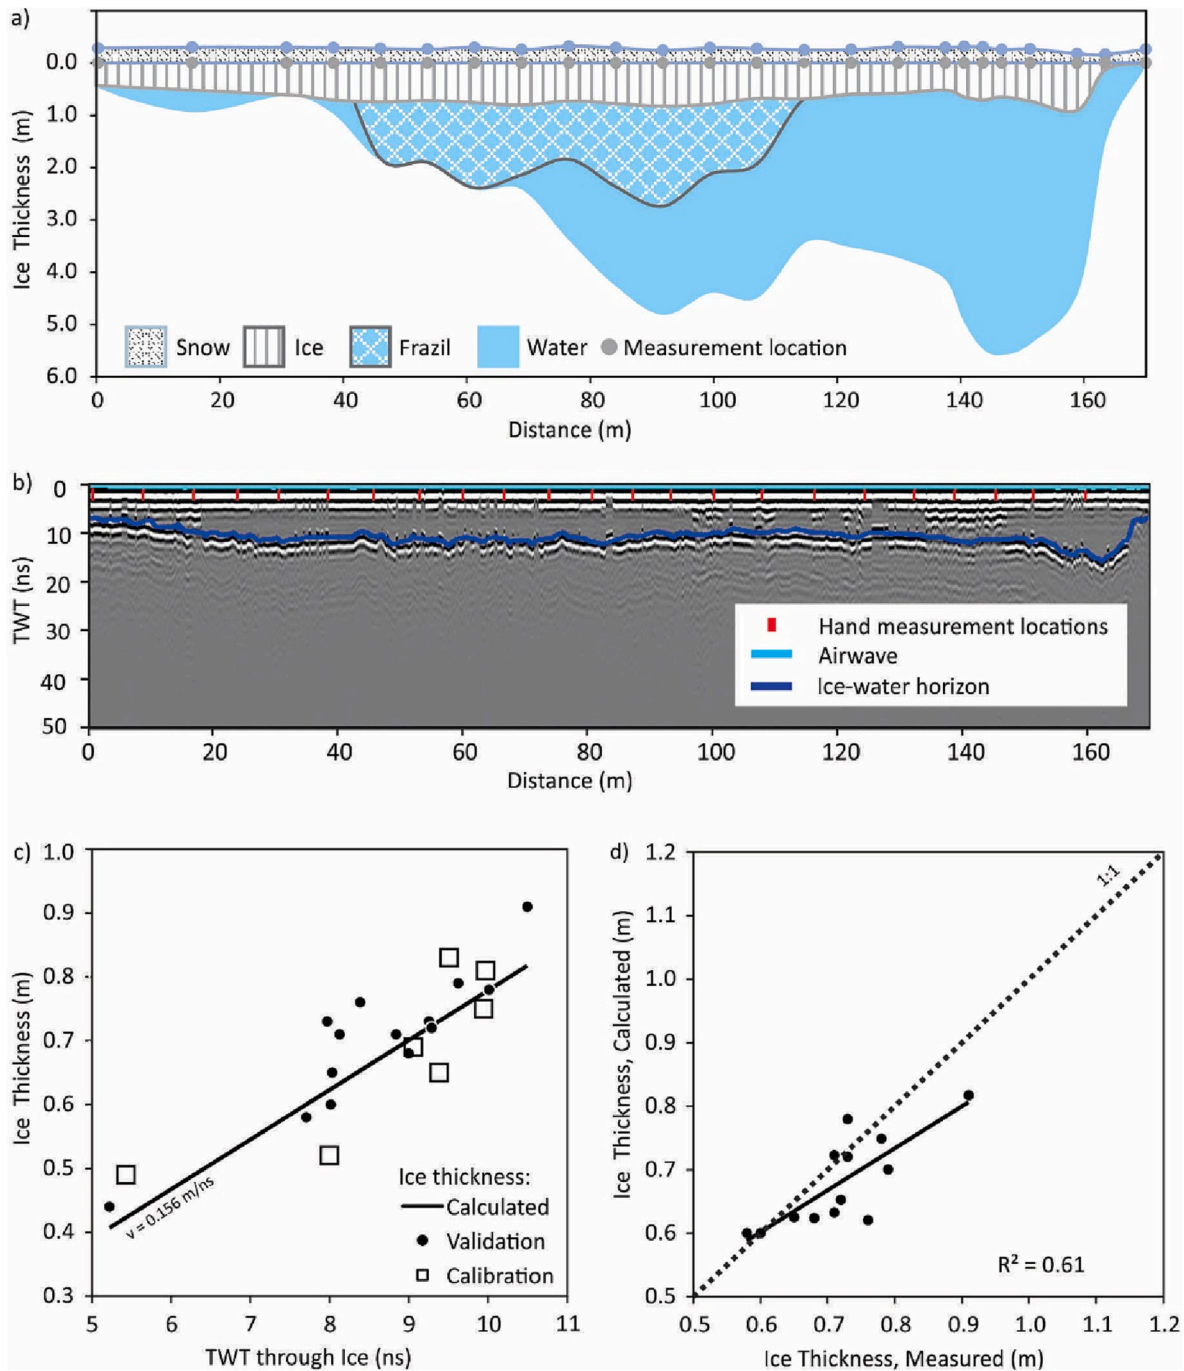 a)
0.0
1.0
2.0
3.0
4.0
5.0
6.0
Ice Thickness (m)
Snow Ice Frazil Water Measurement location
0 20 40 60 80 100 120 140 160
Distance (m)
b)
0
10
20
30
40
50
TWT (ns)
Hand measurement locations
Airwave
Ice-water horizon
0 20 40 60 80 100 120 140 160
Distance (m)
c)
1.0
0.9
0.8
0.7
0.6
0.5
0.4
0.3
Ice Thickness (m)
v = 0.156 m/ns
Ice thickness:
Calculated
Validation
Calibration
5 6 7 8 9 10 11
TWT through Ice (ns)
d)
1.2
1.1
1.0
0.9
0.8
0.7
0.6
0.5
Ice Thickness, Calculated (m)
1:1
R² = 0.61
0.5 0.6 0.7 0.8 0.9 1.0 1.1 1.2
Ice Thickness, Measured (m)